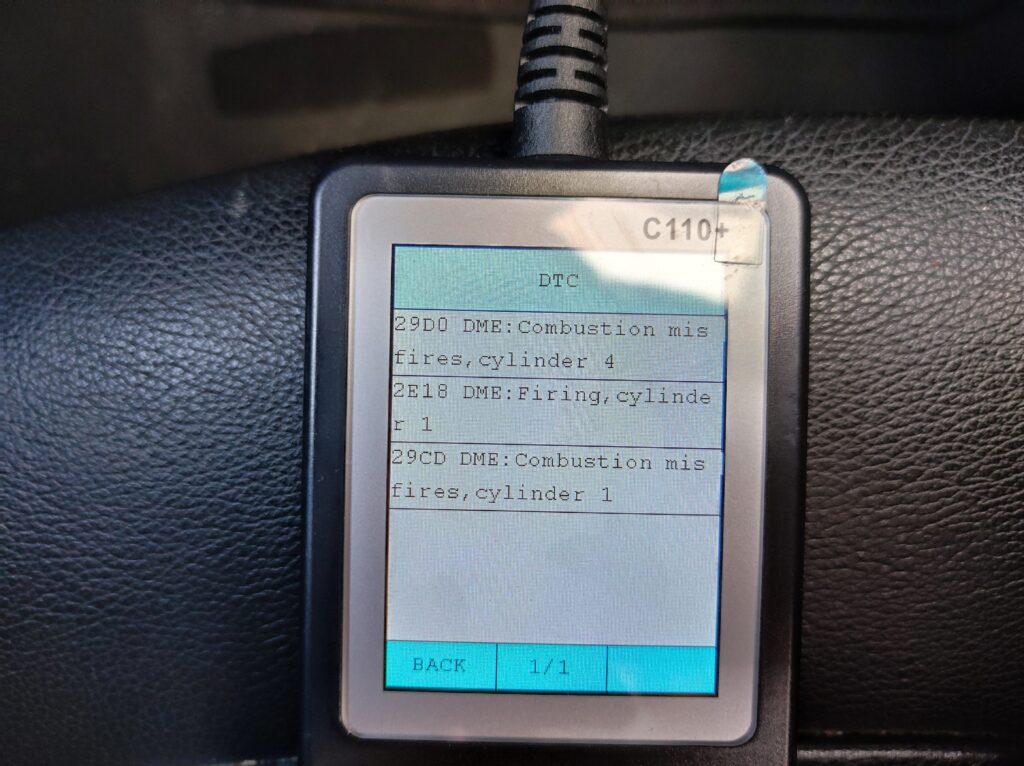 C110+
DTC
29D0 DME:Combustion mis
fires,cylinder 4
2E18 DME:Firing,cylinde
r 1
29CD DME:Combustion mis
fires,cylinder 1
BACK
1/1